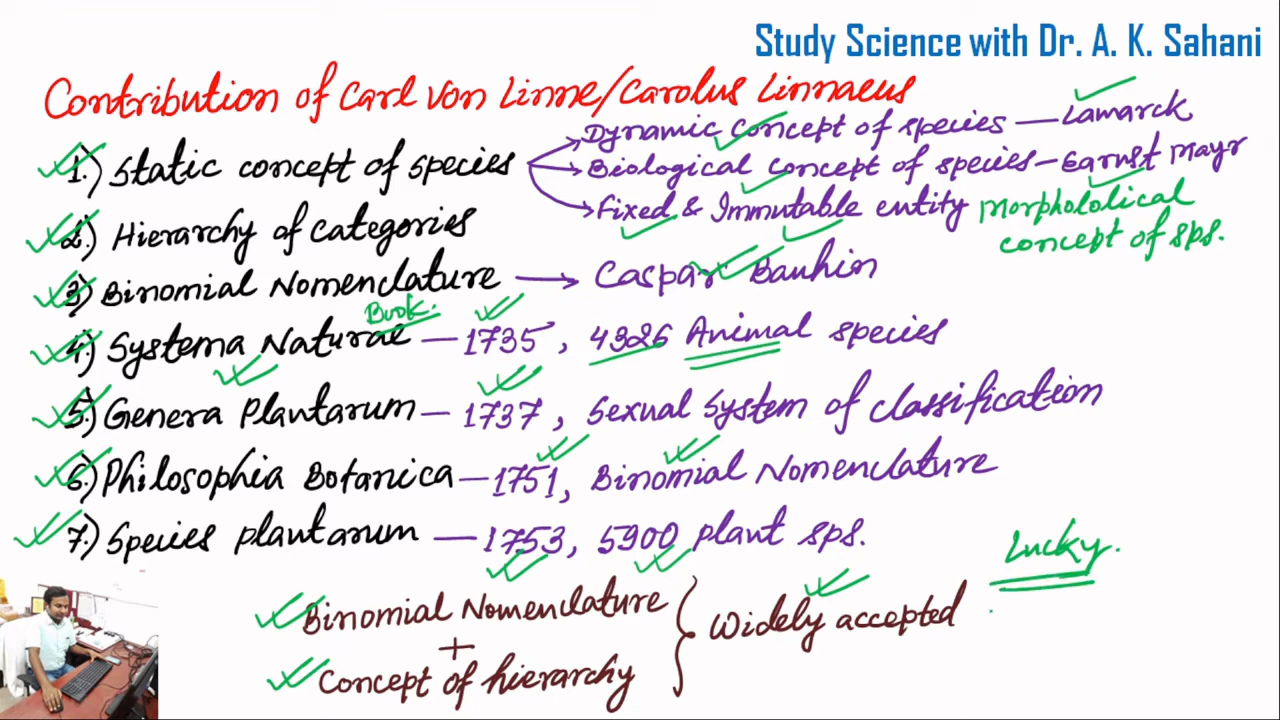 Study Science with Dr. A. K. Sahani
Contribution of Carl Von Linne/Carolus Linnaeus
1.) Static concept of species
Dynamic concept of species — Lamarck
Biological concept of species — Earnst Mayr
Fixed & Immutable entity
Morphololical
concept of sps.
2.) Hierarchy of categories
3.) Binomial Nomenclature → Caspar Bauhin
Book.
4.) Systema Naturae — 1735, 4326 Animal species
5.) Genera Plantarum — 1737, Sexual System of classification
6.) Philosophia Botanica — 1751, Binomial Nomenclature
7.) Species plantarum — 1753, 5900 plant sps.
Lucky.
Binomial Nomenclature
+
Concept of hierarchy
Widely accepted